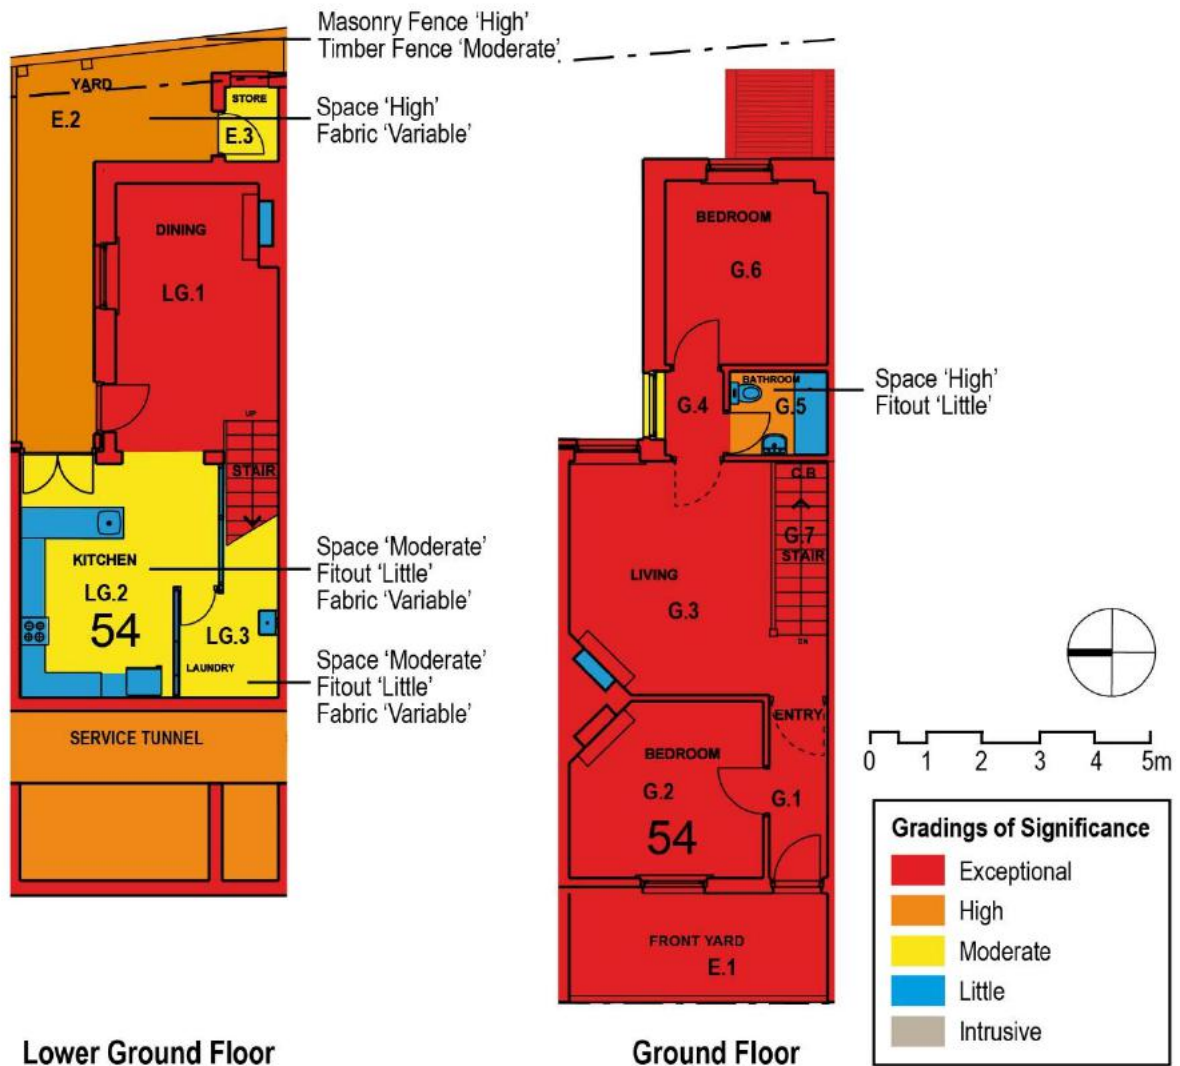 Masonry Fence ‘High’
Timber Fence ‘Moderate’
YARD
E.2
STORE
E.3
Space ‘High’
Fabric ‘Variable’
DINING
LG.1
UP
STAIR
KITCHEN
LG.2
54
LG.3
LAUNDRY
Space ‘Moderate’
Fitout ‘Little’
Fabric ‘Variable’
Space ‘Moderate’
Fitout ‘Little’
Fabric ‘Variable’
SERVICE TUNNEL
Lower Ground Floor
BEDROOM
G.6
BATHROOM
G.5
G.4
Space ‘High’
Fitout ‘Little’
C.B
G.7
STAIR
DN
LIVING
G.3
ENTRY
BEDROOM
G.2
54
G.1
FRONT YARD
E.1
Ground Floor
0 1 2 3 4 5m
Gradings of Significance
Exceptional
High
Moderate
Little
Intrusive